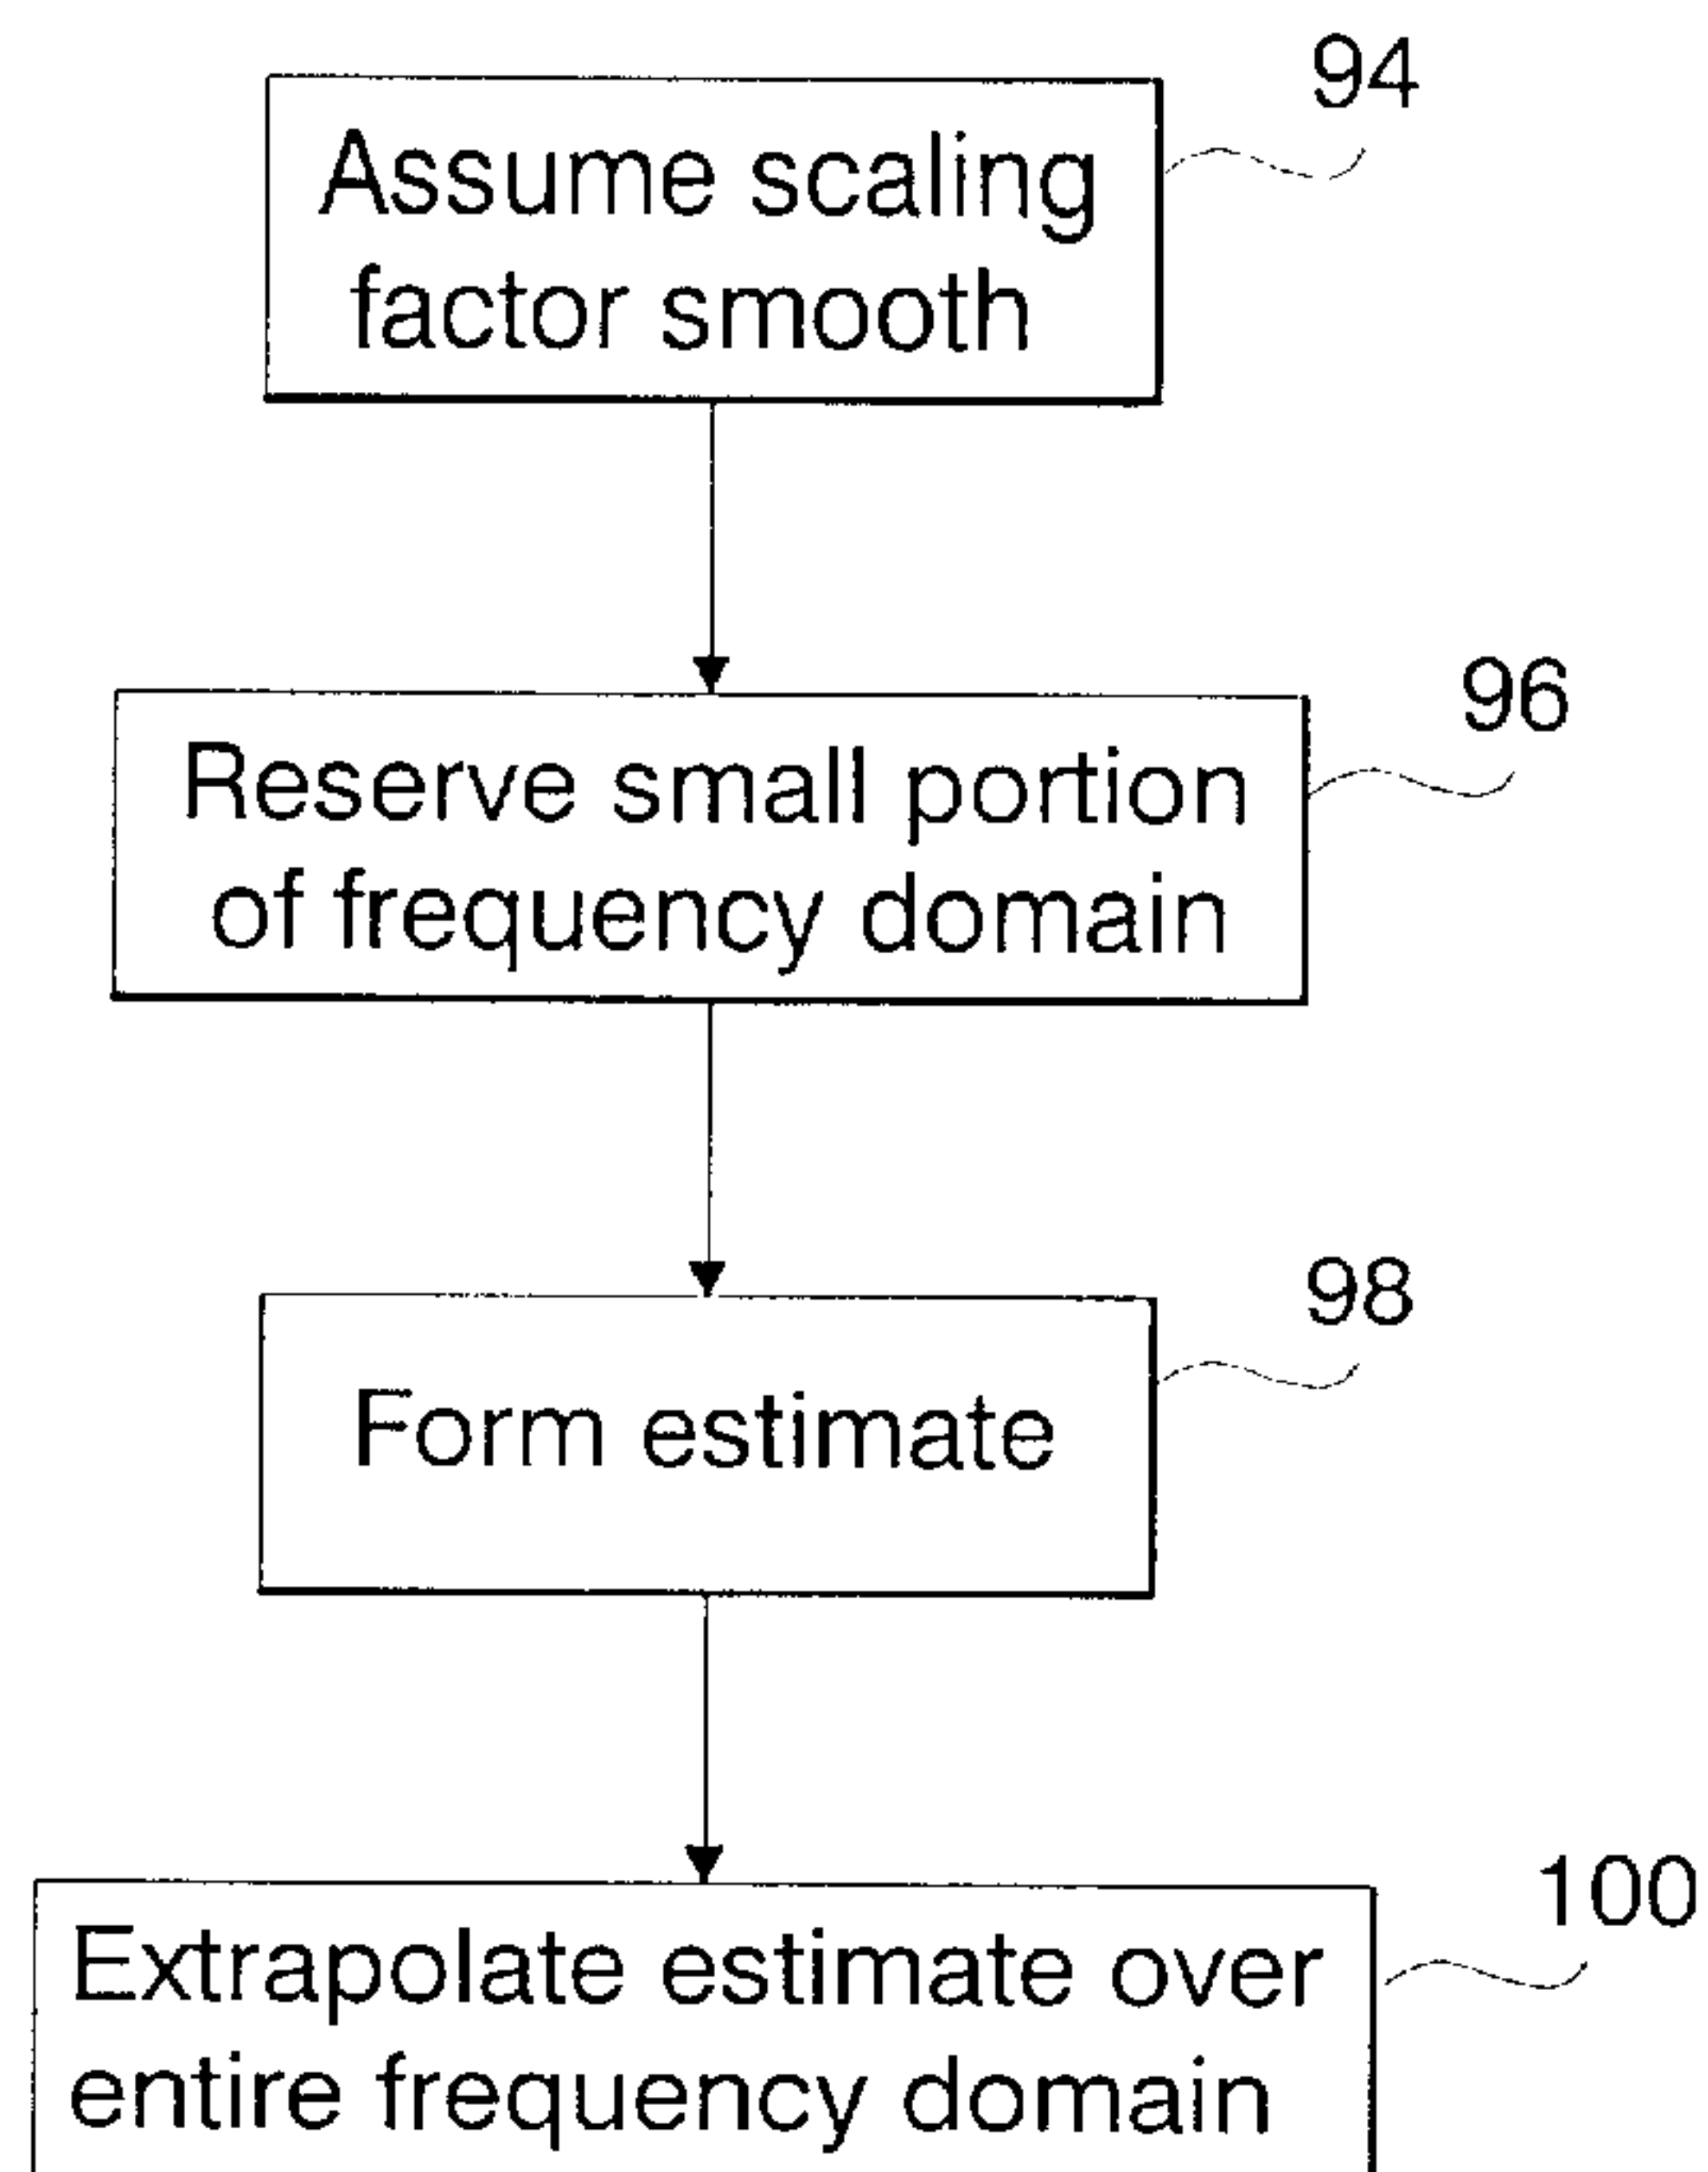 94
Assume scaling
factor smooth
96
Reserve small portion
of frequency domain
98
Form estimate
100
Extrapolate estimate over
entire frequency domain